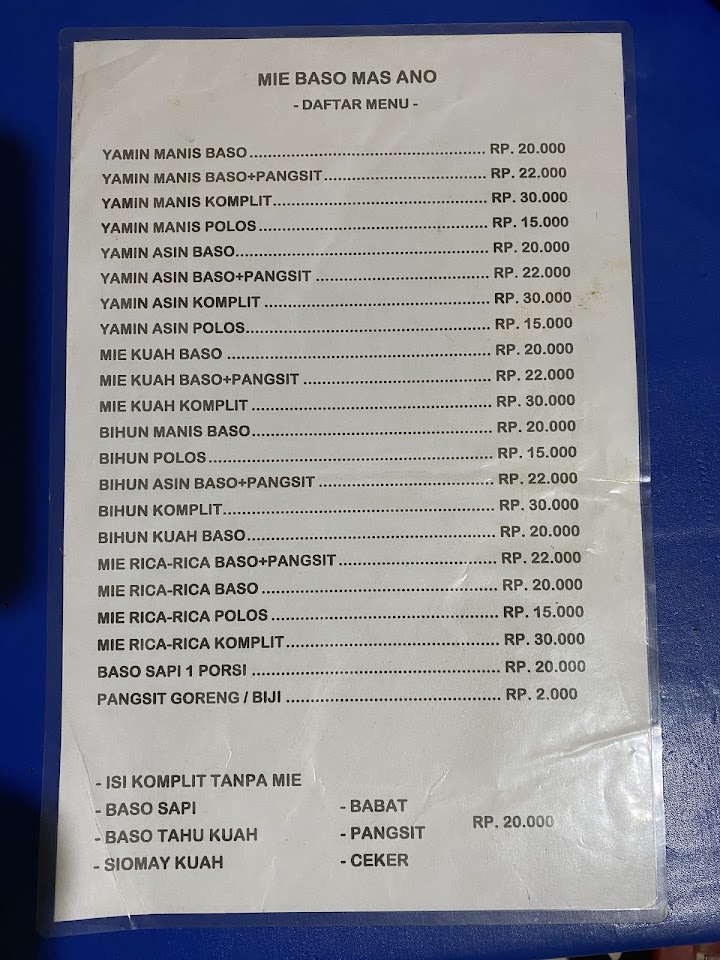 MIE BASO MAS ANO
- DAFTAR MENU -
YAMIN MANIS BASO.................................................. RP. 20.000
YAMIN MANIS BASO+PANGSIT.................................. RP. 22.000
YAMIN MANIS KOMPLIT............................................. RP. 30.000
YAMIN MANIS POLOS ................................................ RP. 15.000
YAMIN ASIN BASO..................................................... RP. 20.000
YAMIN ASIN BASO+PANGSIT ..................................... RP. 22.000
YAMIN ASIN KOMPLIT ................................................ RP. 30.000
YAMIN ASIN POLOS.................................................... RP. 15.000
MIE KUAH BASO ........................................................ RP. 20.000
MIE KUAH BASO+PANGSIT ........................................ RP. 22.000
MIE KUAH KOMPLIT ................................................... RP. 30.000
BIHUN MANIS BASO................................................... RP. 20.000
BIHUN POLOS............................................................ RP. 15.000
BIHUN ASIN BASO+PANGSIT ..................................... RP. 22.000
BIHUN KOMPLIT......................................................... RP. 30.000
BIHUN KUAH BASO..................................................... RP. 20.000
MIE RICA-RICA BASO+PANGSIT.................................. RP. 22.000
MIE RICA-RICA BASO .................................................. RP. 20.000
MIE RICA-RICA POLOS ................................................ RP. 15.000
MIE RICA-RICA KOMPLIT............................................. RP. 30.000
BASO SAPI 1 PORSI .................................................... RP. 20.000
PANGSIT GORENG / BIJI ............................................. RP. 2.000
- ISI KOMPLIT TANPA MIE
- BASO SAPI - BABAT
- BASO TAHU KUAH - PANGSIT RP. 20.000
- SIOMAY KUAH - CEKER